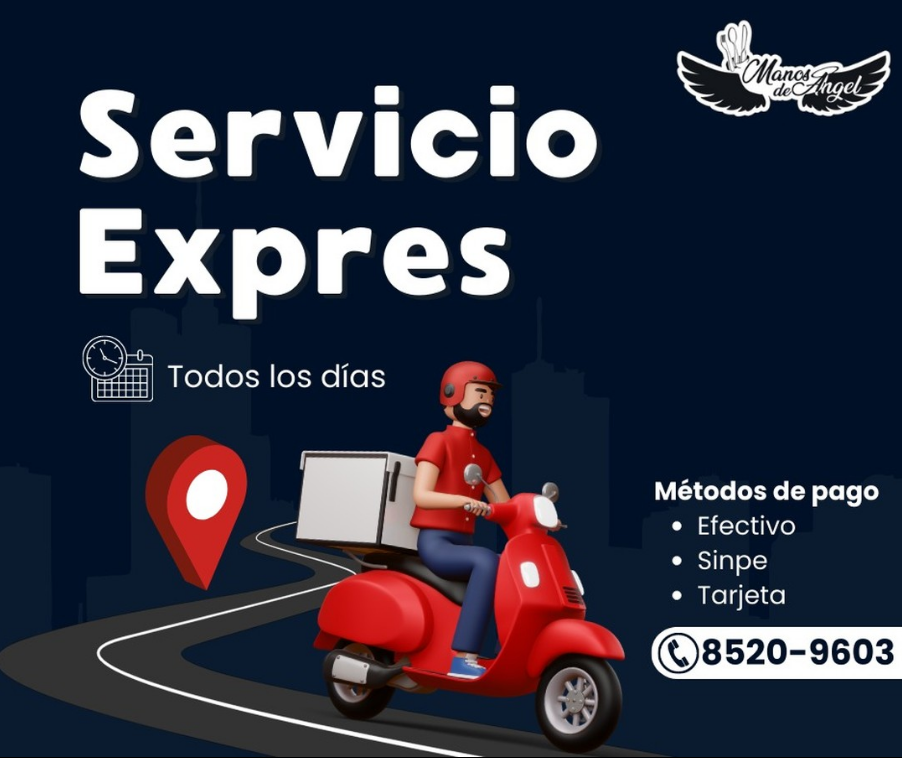 Manos
de Angel
Servicio
Expres
Todos los días
Métodos de pago
• Efectivo
• Sinpe
• Tarjeta
8520-9603